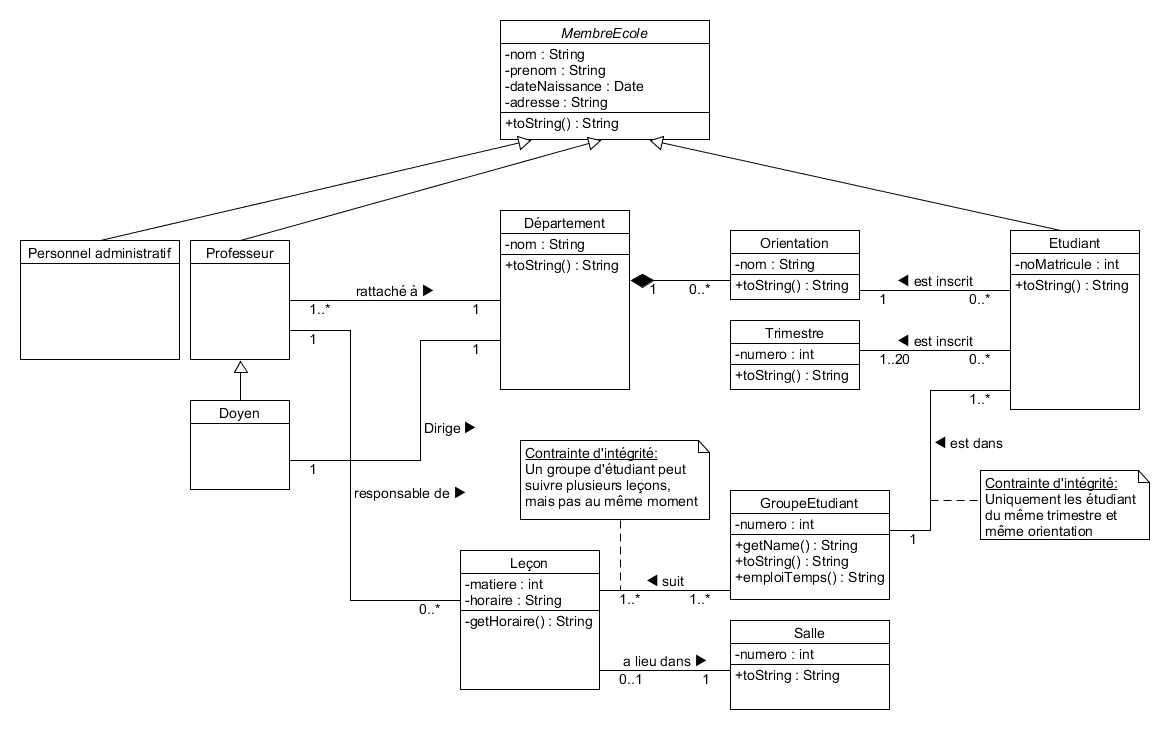 MembreEcole
-nom : String
-prenom : String
-dateNaissance : Date
-adresse : String
+toString() : String
Personnel administratif
Professeur
Département
-nom : String
+toString() : String
Orientation
-nom : String
+toString() : String
Etudiant
-noMatricule : int
+toString() : String
rattaché à ▶
1..*
1
1
0..*
◀ est inscrit
1
0..*
Trimestre
-numero : int
+toString() : String
◀ est inscrit
1..20
0..*
1
1
1..*
Doyen
Dirige ▶
1
responsable de ▶
◀ est dans
Contrainte d'intégrité:
Un groupe d'étudiant peut
suivre plusieurs leçons,
mais pas au même moment
Contrainte d'intégrité:
Uniquement les étudiant
du même trimestre et
même orientation
GroupeEtudiant
-numero : int
+getName() : String
+toString() : String
+emploiTemps() : String
1
Leçon
-matiere : int
-horaire : String
-getHoraire() : String
0..*
◀ suit
1..*
1..*
Salle
-numero : int
+toString : String
a lieu dans ▶
0..1
1